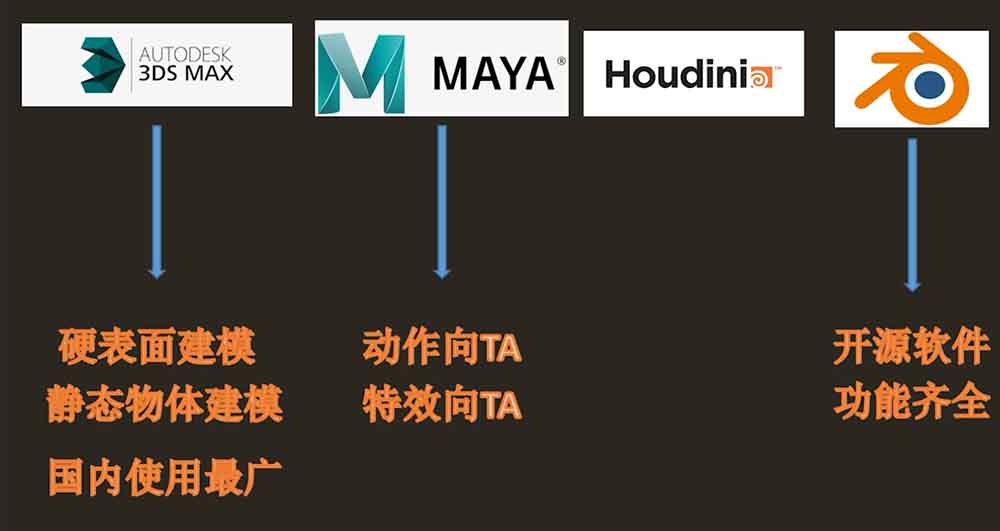 AUTODESK
3DS MAX
MAYA®
Houdini™
硬表面建模
静态物体建模
国内使用最广
动作向TA
特效向TA
开源软件
功能齐全